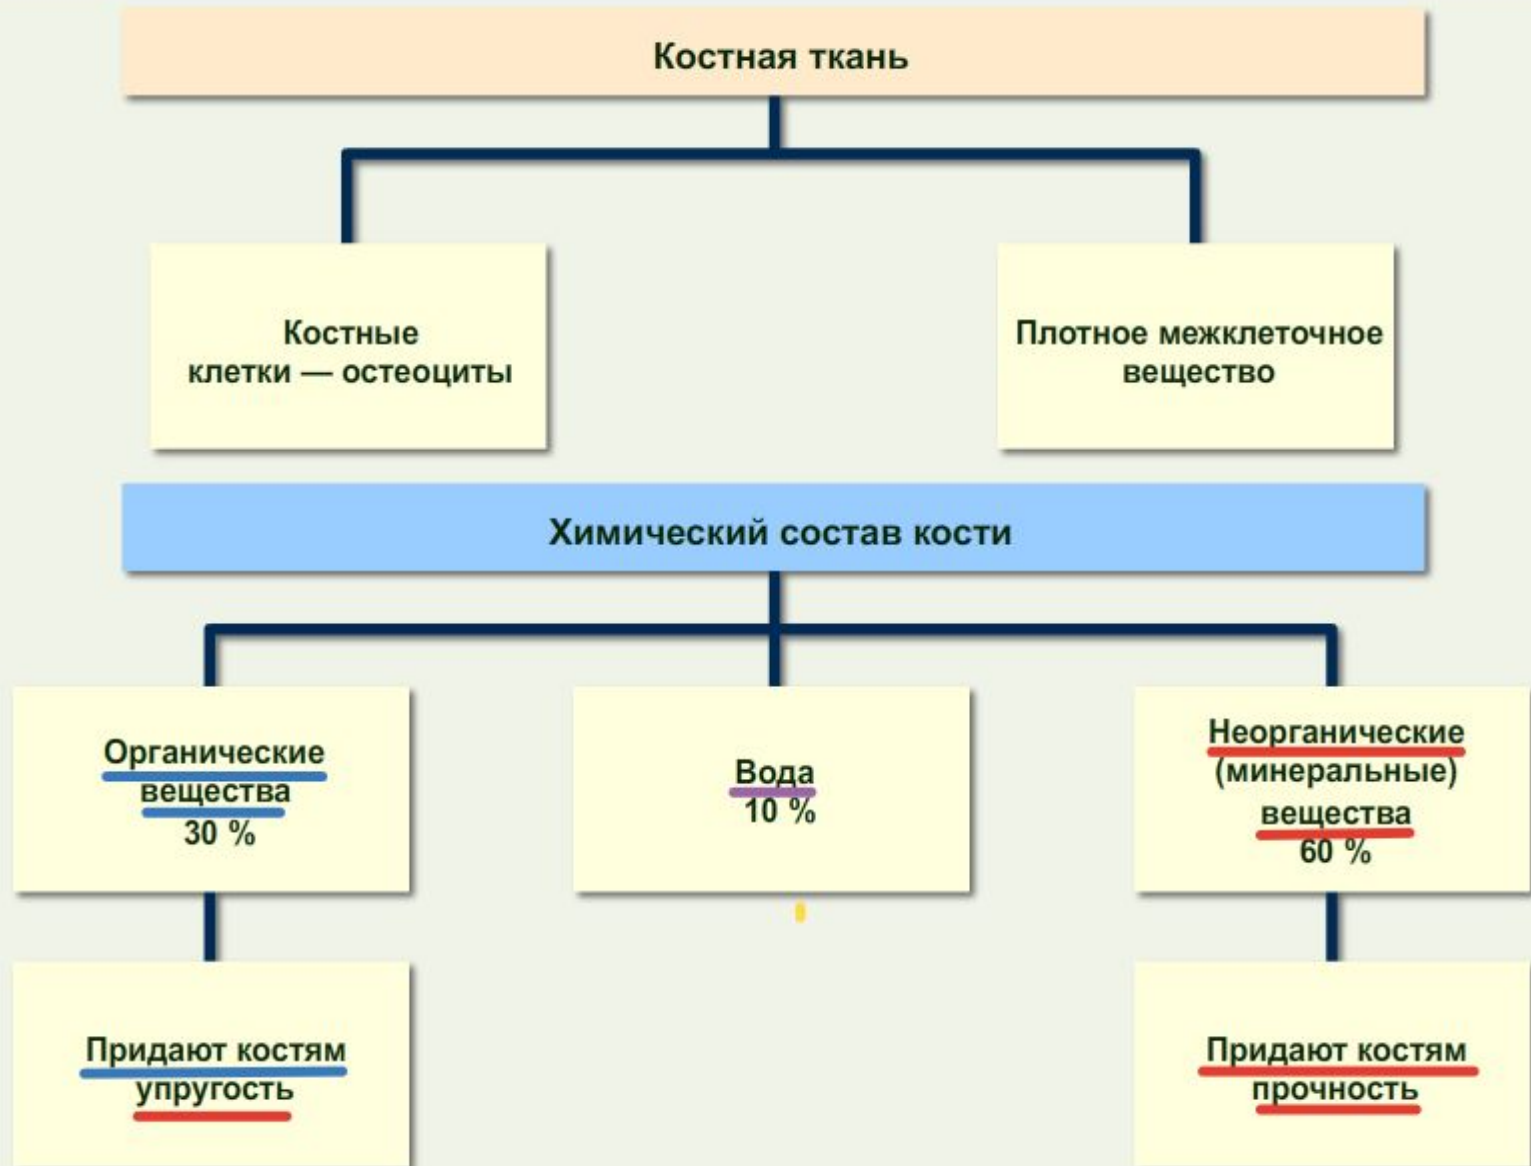 Костная ткань
Костные
клетки — остеоциты
Плотное межклеточное
вещество
Химический состав кости
Органические
вещества
30 %
Вода
10 %
Неорганические
(минеральные)
вещества
60 %
Придают костям
упругость
Придают костям
прочность